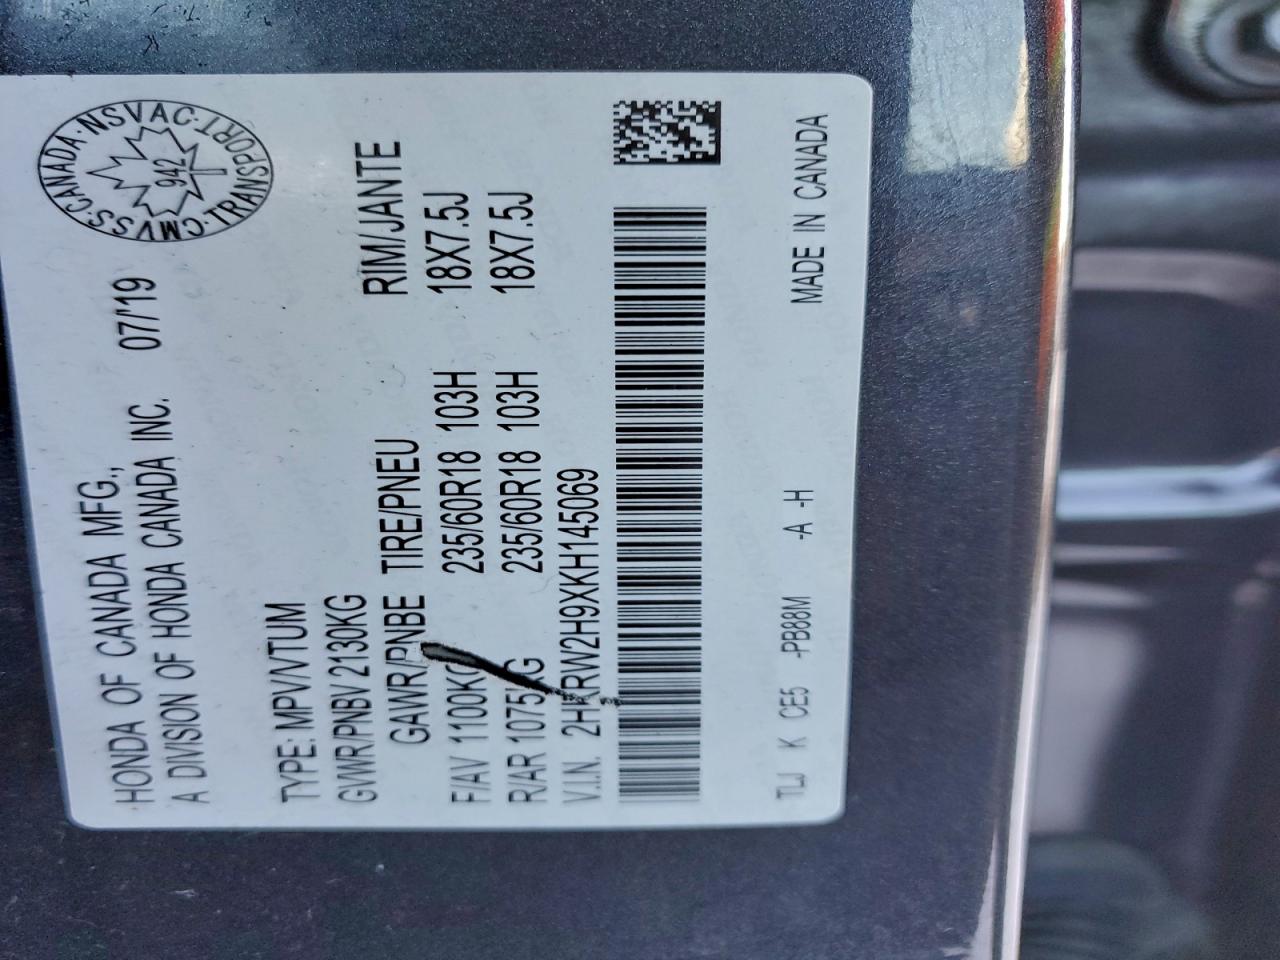 HONDA OF CANADA MFG.,
A DIVISION OF HONDA CANADA INC. 07/'19
CMVSS·CANADA·NSVAC·TRANSPORT·
942
TYPE: MPV/VTUM
GVWR/PNBV 2130KG
GAWR/PNBE TIRE/PNEU RIM/JANTE
F/AV 1100KG 235/60R18 103H 18X7.5J
R/AR 1075KG 235/60R18 103H 18X7.5J
V.I.N. 2HKRW2H9XKH145069
TLJ K CE5 -PB88M -A -H MADE IN CANADA